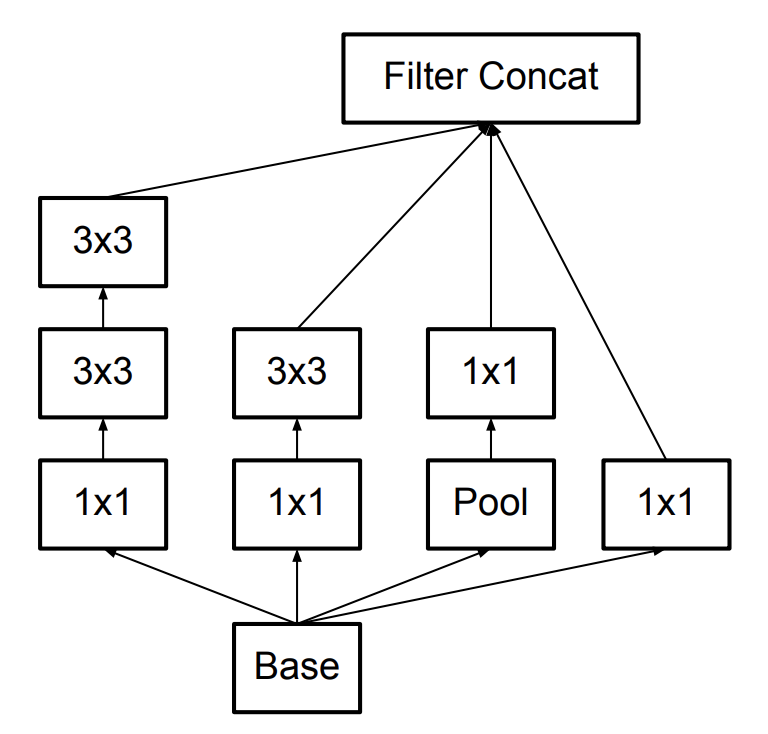 Filter Concat
3x3
3x3
3x3
1x1
1x1
1x1
Pool
1x1
Base